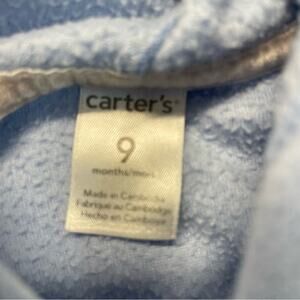 carter's
9
months/mois
Made in Cambodia
Fabriqué au Cambodge
Hecho en Camboya